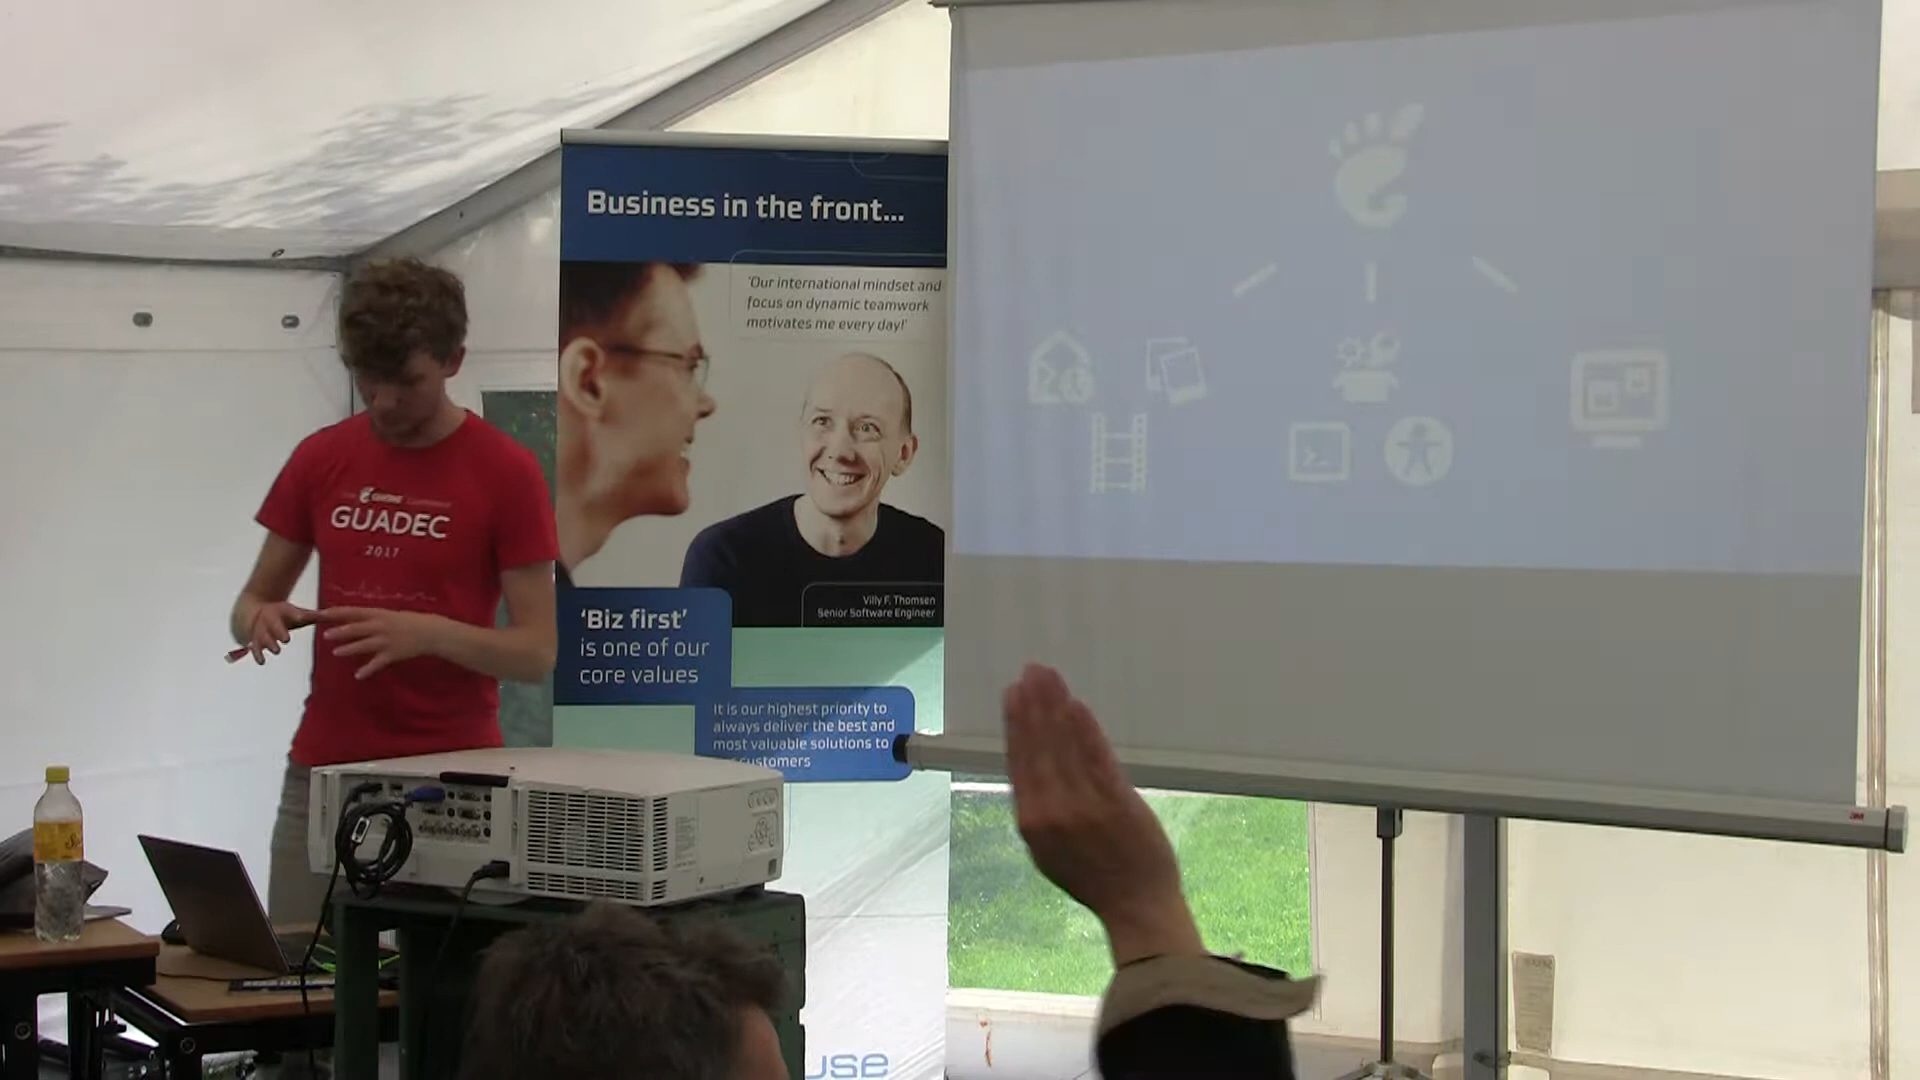 Business in the front...
'Our international mindset and
focus on dynamic teamwork
motivates me every day!'
GNOME
GUADEC
2017
Villy F. Thomsen
Senior Software Engineer
'Biz first'
is one of our
core values
It is our highest priority to
always deliver the best and
most valuable solutions to
customers
3M